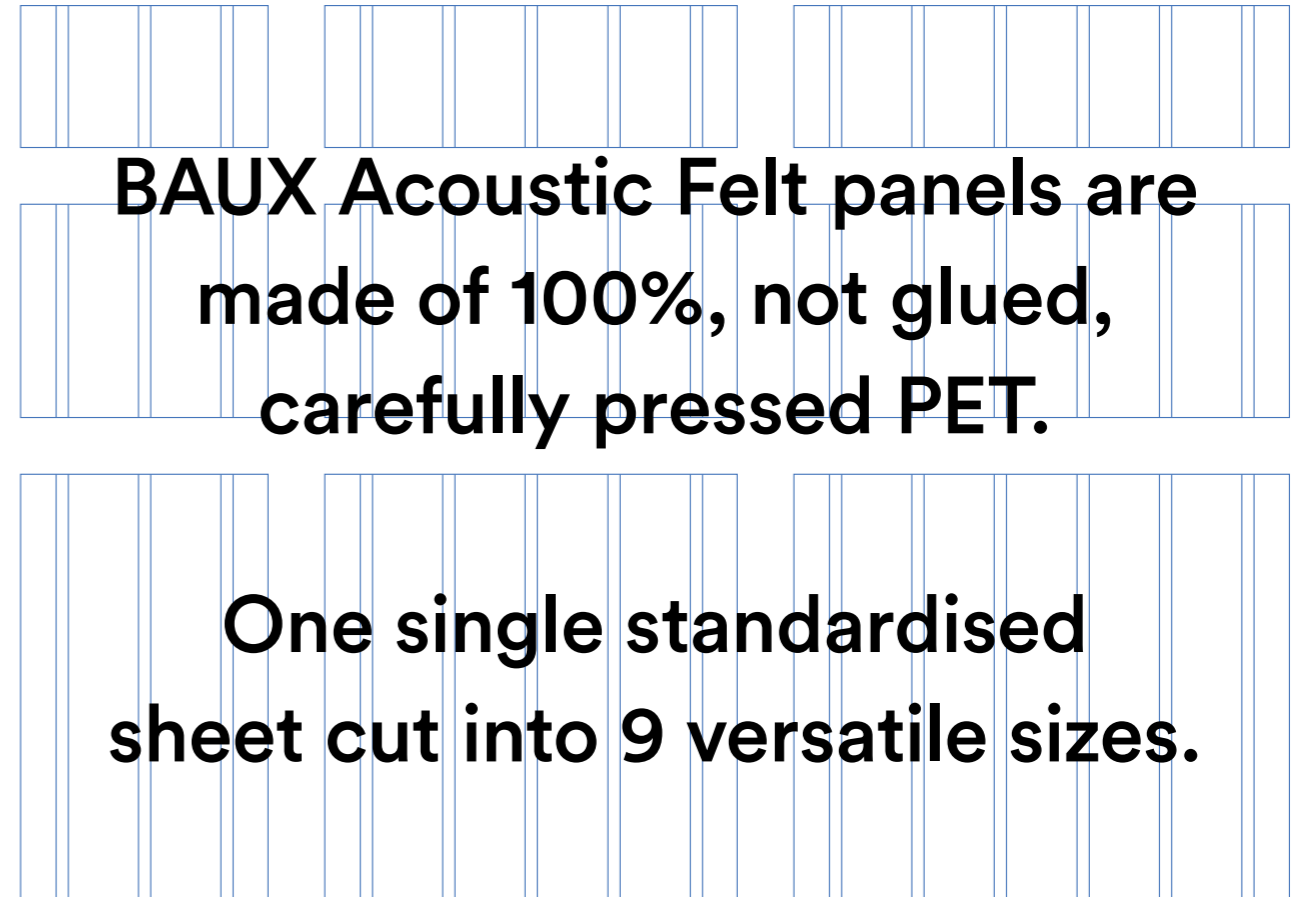 BAUX Acoustic Felt panels are
made of 100%, not glued,
carefully pressed PET.
One single standardised
sheet cut into 9 versatile sizes.